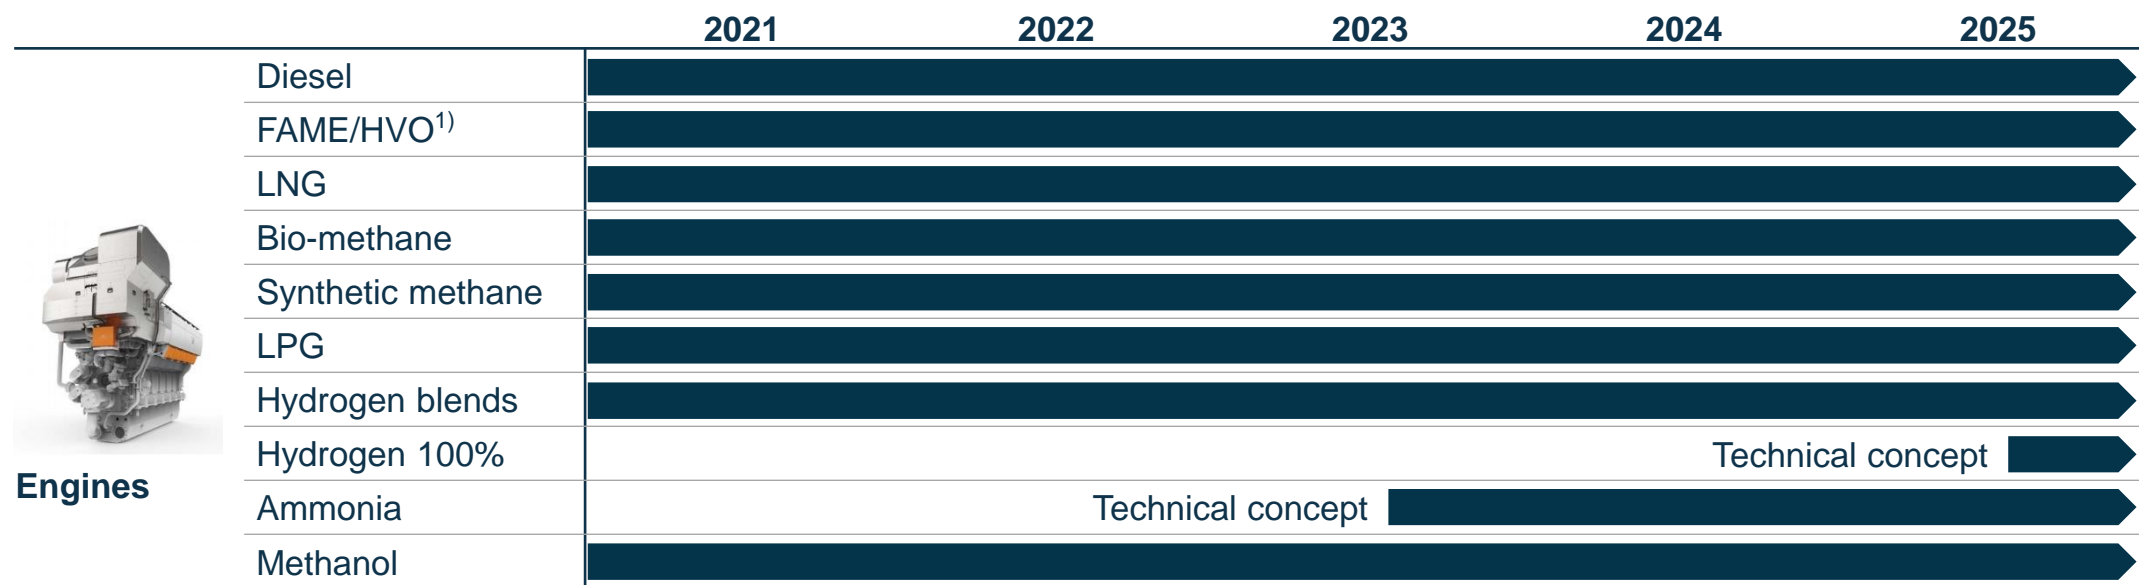 2021 2022 2023 2024 2025
Diesel
FAME/HVO1)
LNG
Bio-methane
Synthetic methane
LPG
Hydrogen blends
Hydrogen 100% Technical concept
Engines
Ammonia Technical concept
Methanol